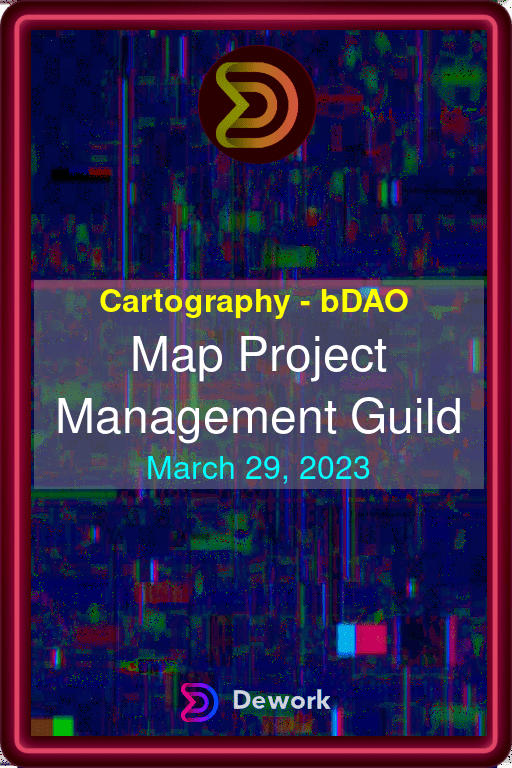 Cartography - bDAO
Map Project
Management Guild
March 29, 2023
Dework